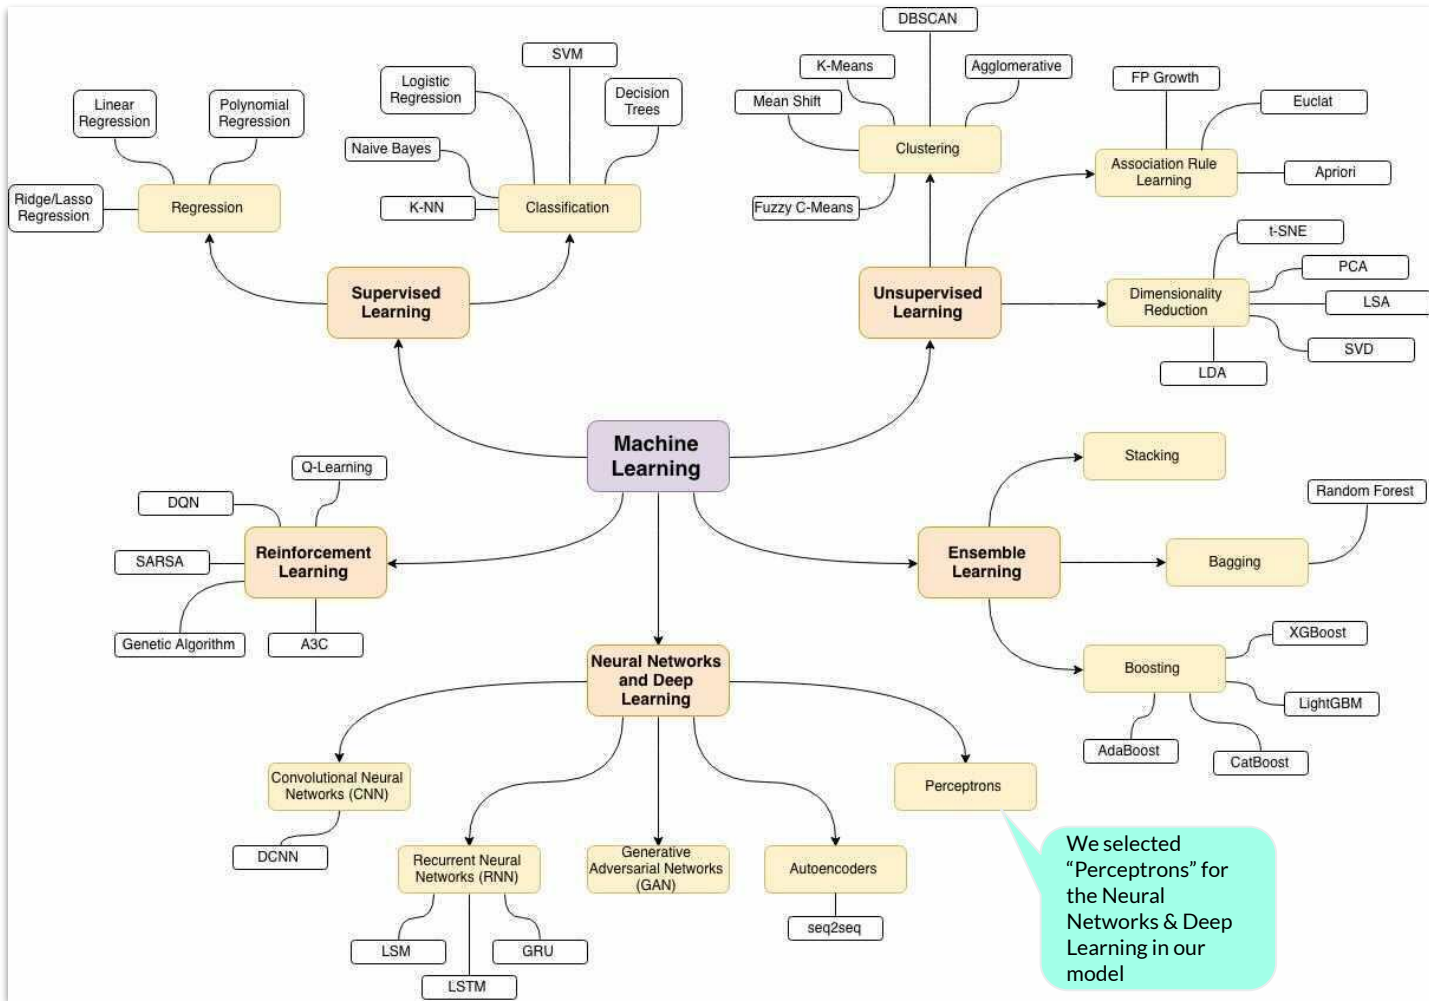 DBSCAN
SVM
K-Means
Agglomerative
Logistic
Regression
FP Growth
Linear
Regression
Polynomial
Regression
Decision
Trees
Mean Shift
Euclat
Naive Bayes
Clustering
Association Rule
Learning
Apriori
Ridge/Lasso
Regression
Regression
K-NN
Classification
Fuzzy C-Means
t-SNE
PCA
Supervised
Learning
Unsupervised
Learning
Dimensionality
Reduction
LSA
SVD
LDA
Machine
Learning
Stacking
Q-Learning
DQN
Random Forest
Reinforcement
Learning
SARSA
Ensemble
Learning
Bagging
Genetic Algorithm
A3C
XGBoost
Neural Networks
and Deep
Learning
Boosting
LightGBM
AdaBoost
CatBoost
Convolutional Neural
Networks (CNN)
Perceptrons
DCNN
Recurrent Neural
Networks (RNN)
Generative
Adversarial Networks
(GAN)
Autoencoders
We selected
“Perceptrons” for
the Neural
Networks & Deep
Learning in our
model
seq2seq
LSM
GRU
LSTM